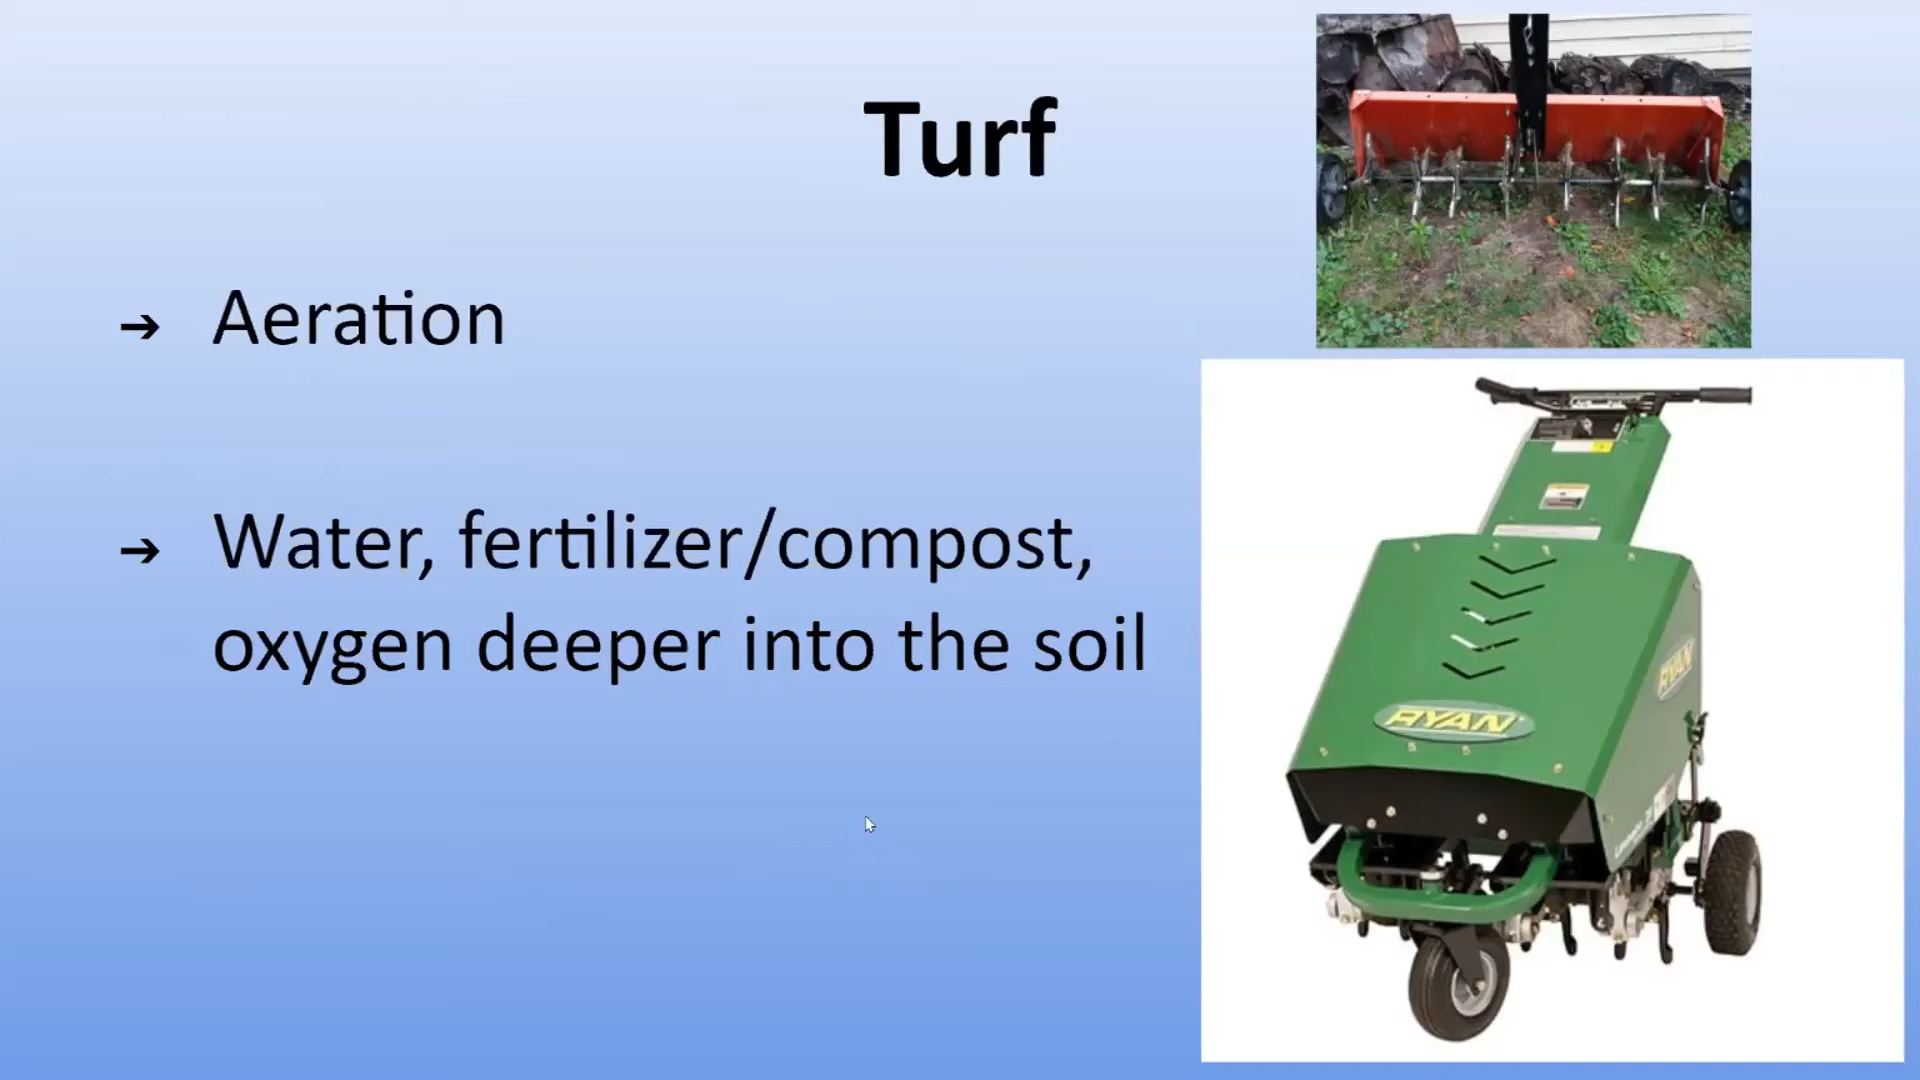 Turf
➔ Aeration
➔ Water, fertilizer/compost,
oxygen deeper into the soil
RYAN
RYAN